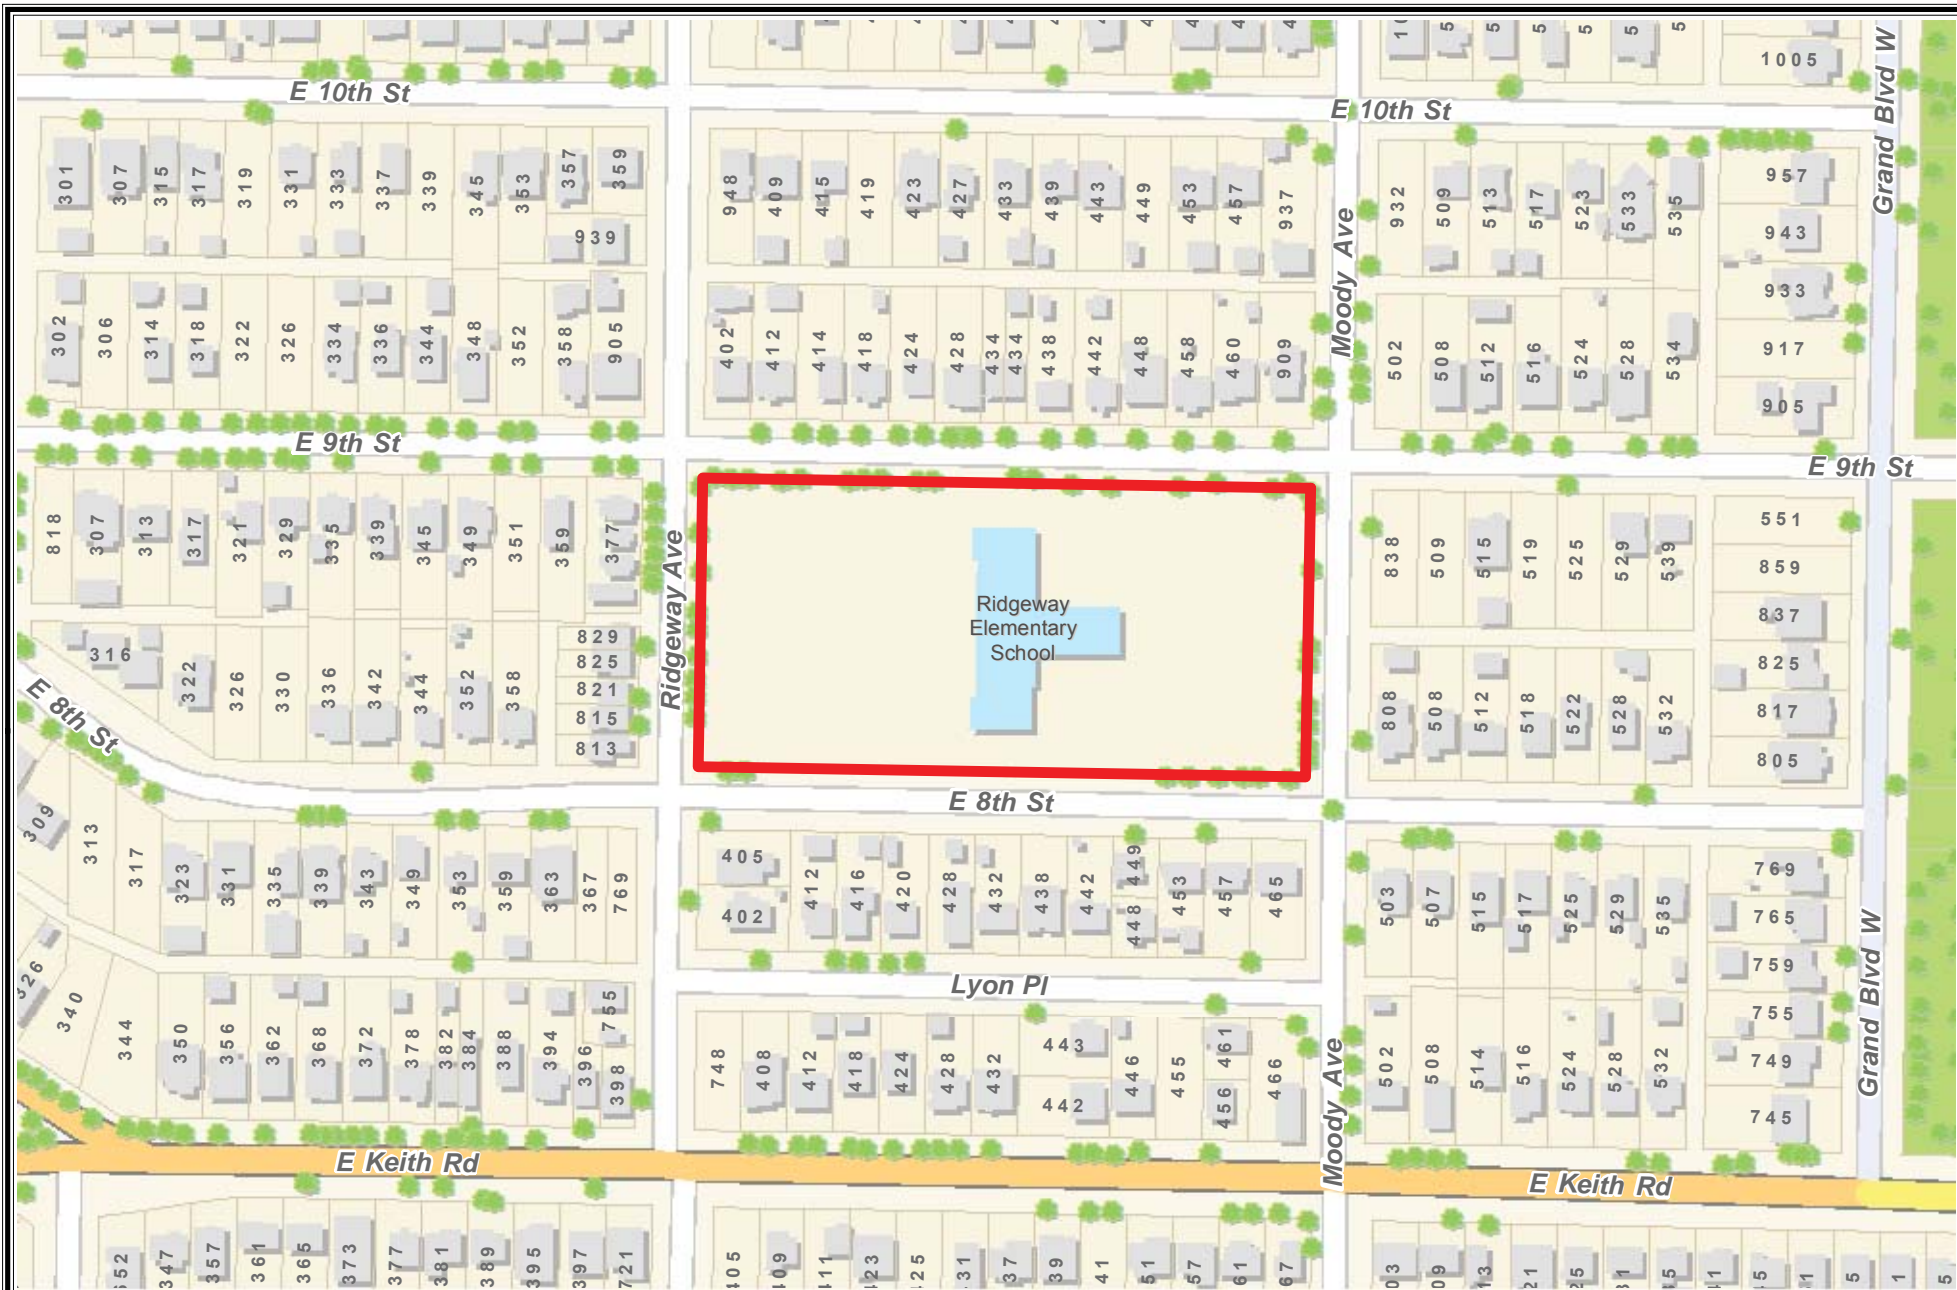 1005
Grand Blvd W
E 10th St
E 10th St
301 307 315 317 319 331 333 337 339 345 353 357 359
939
948 409 415 419 423 427 433 439 443 449 453 457 937
932 509 513 517 523 533 535
957
943
933
917
905
Moody Ave
302 306 314 318 322 326 334 336 344 348 352 358 905
402 412 414 418 424 428 434 434 438 442 448 458 460 909
502 508 512 516 524 528 534
E 9th St
E 9th St
818 307 313 317 321 329 335 339 345 349 351 359 377
Ridgeway Ave
838 509 515 519 525 529 539
551
859
837
825
817
805
Ridgeway
Elementary
School
316 322 326 330 336 342 344 352 358
829
825
821
815
813
808 508 512 518 522 528 532
E 8th St
E 8th St
309 313 317 323 331 335 339 343 349 353 359 363 367 769
405
402
412 416 420 428 432 438 442 449 448 453 457 465
503 507 515 517 525 529 535
769
765
759
755
749
745
Grand Blvd W
Lyon Pl
326 340 344 350 356 362 368 372 378 382 384 388 394 396 755 398
748 408 412 418 424 428 432
443
442
446 455 461 456 466
Moody Ave
502 508 514 516 524 528 532
E Keith Rd
E Keith Rd
347 357 361 365 373 377 381 389 395 397 721
405 409 411 423